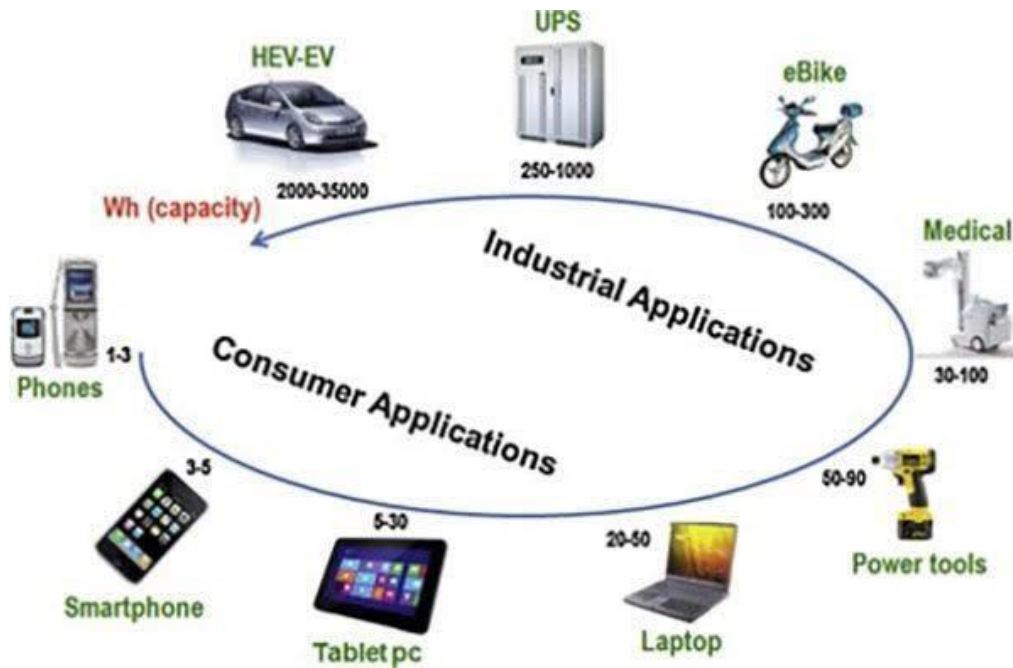 UPS
HEV-EV
eBike
250-1000
2000-35000
Wh (capacity)
100-300
Medical
Industrial Applications
1-3
Phones
Consumer Applications
30-100
3-5
50-90
5-30
20-50
Power tools
Smartphone
Tablet pc
Laptop